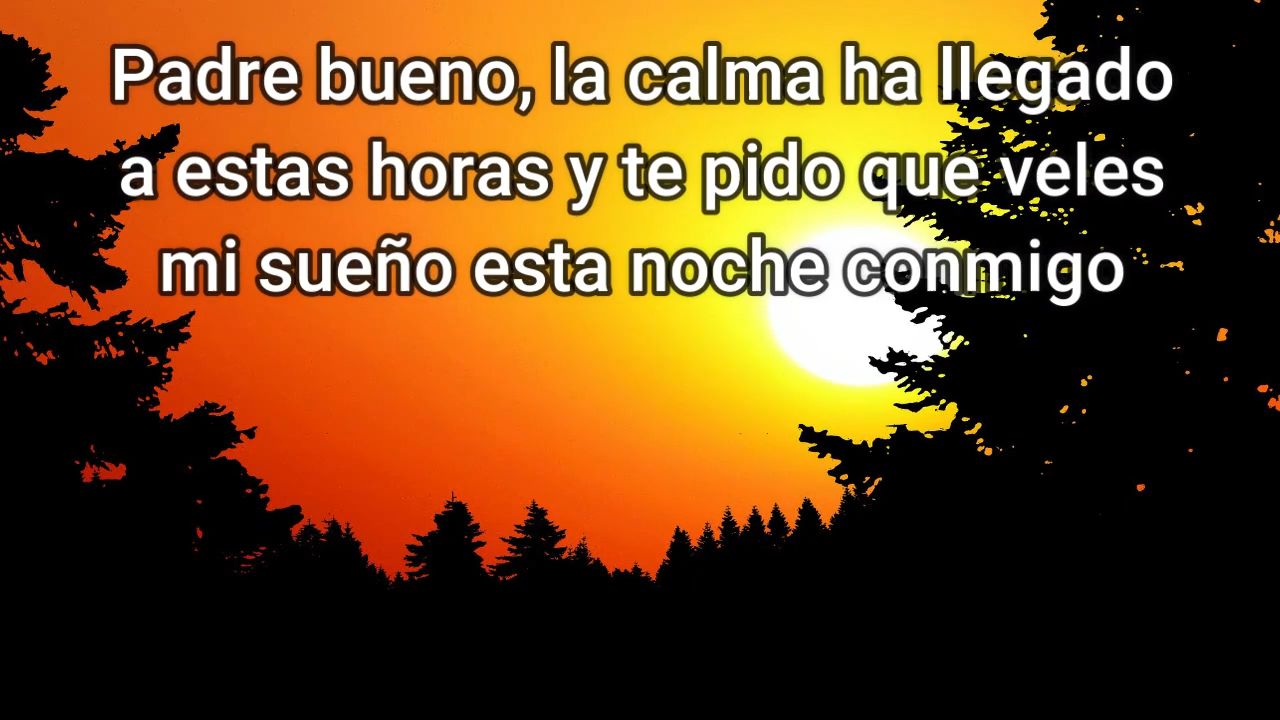 Padre bueno, la calma ha llegado
a estas horas y te pido que veles
mi sueño esta noche conmigo